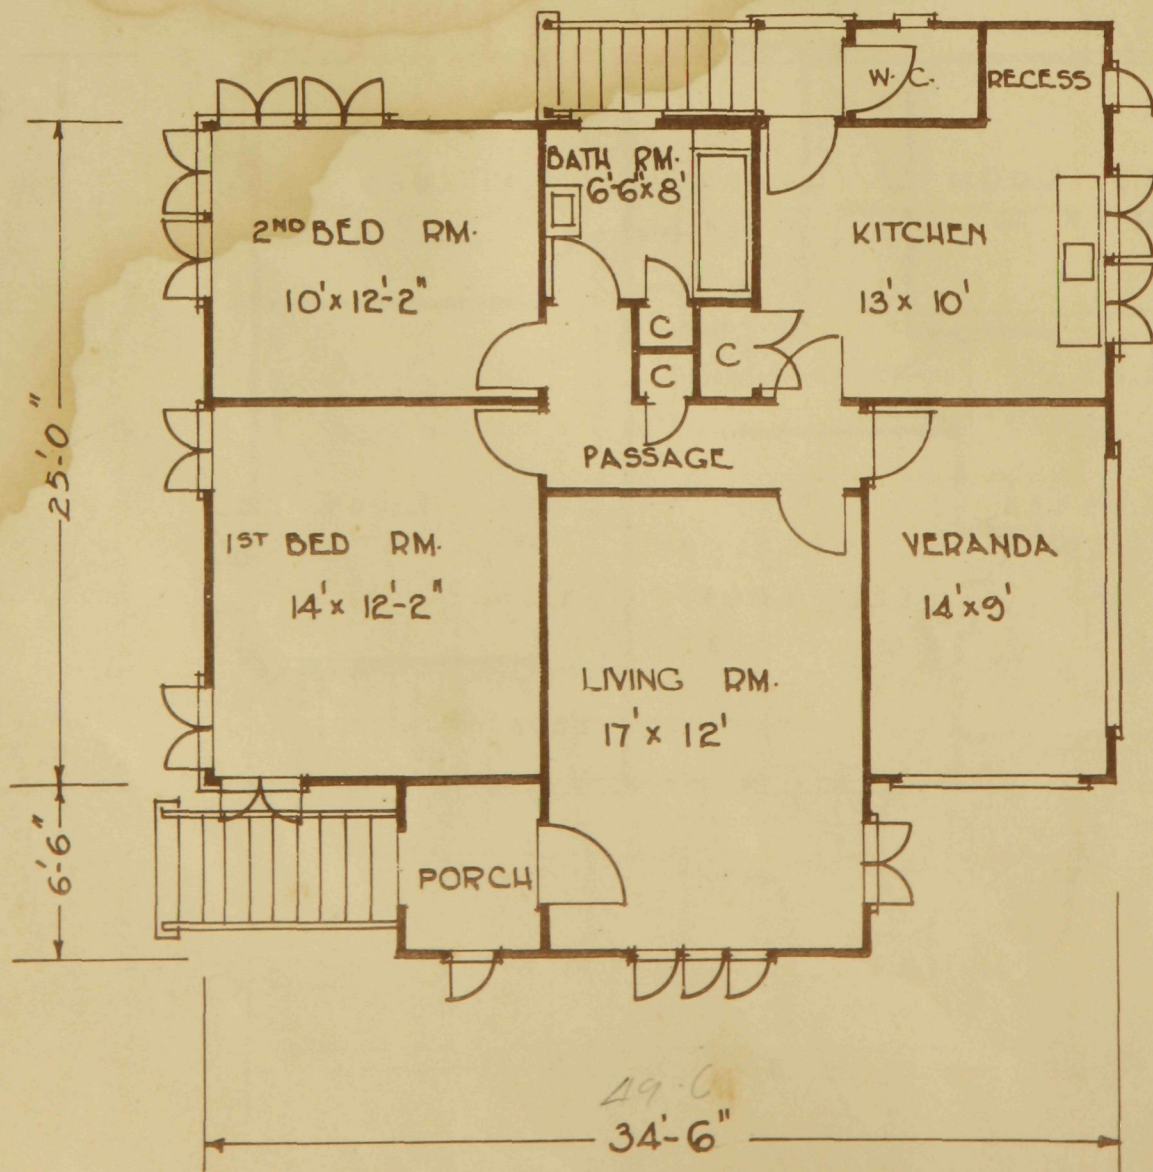 W. C.
RECESS
BATH RM.
6'6"x8'
2ND BED RM.
10'x12'-2"
KITCHEN
13'x 10'
C
C
C
PASSAGE
1ST BED RM.
14'x 12'-2"
VERANDA
14'x9'
LIVING RM.
17'x 12'
PORCH
25'-0"
6'-6"
34'-6"